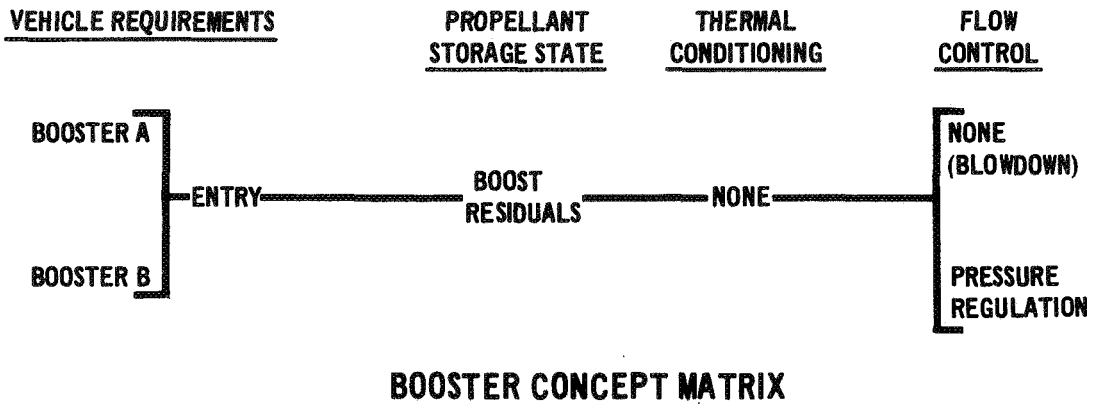 VEHICLE REQUIREMENTS
PROPELLANT
STORAGE STATE
THERMAL
CONDITIONING
FLOW
CONTROL
BOOSTER A
BOOSTER B
ENTRY
BOOST
RESIDUALS
NONE
NONE
(BLOWDOWN)
PRESSURE
REGULATION
BOOSTER CONCEPT MATRIX